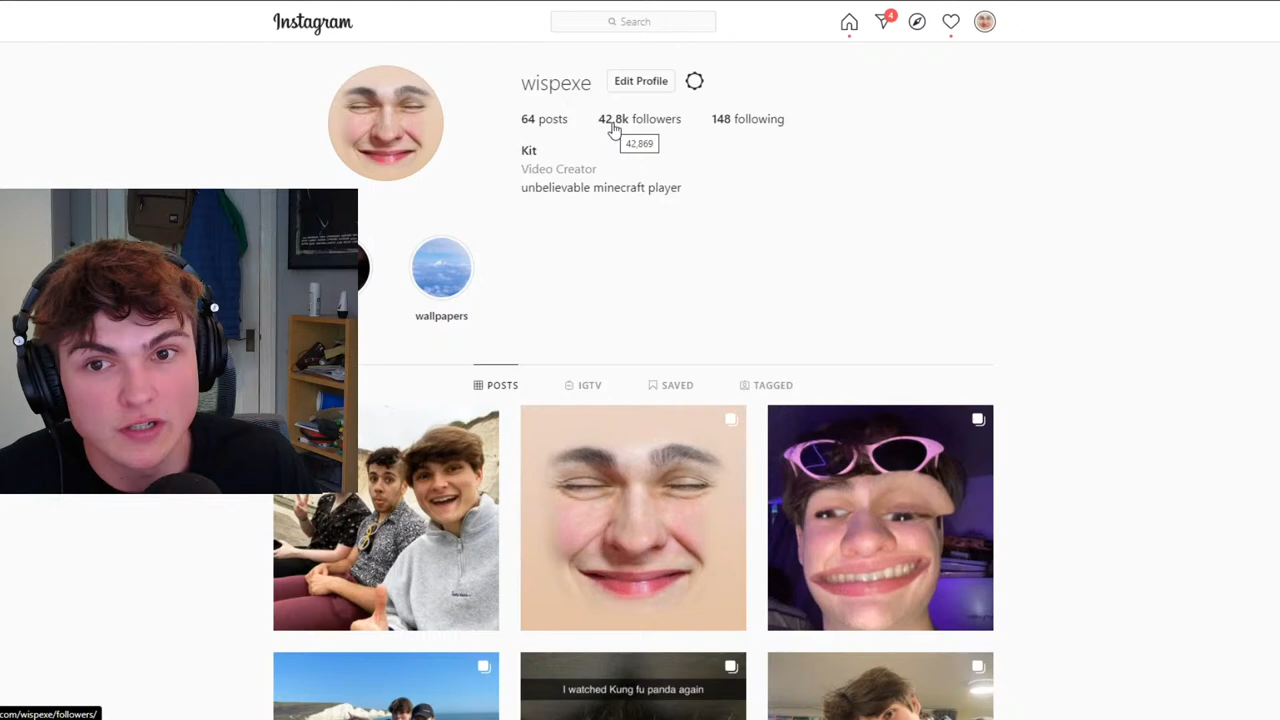 Instagram
Search
4
wispexe
Edit Profile
64 posts
42.8k followers
148 following
42,869
Kit
Video Creator
unbelievable minecraft player
wallpapers
POSTS
IGTV
SAVED
TAGGED
I watched Kung fu panda again
com/wispexe/followers/